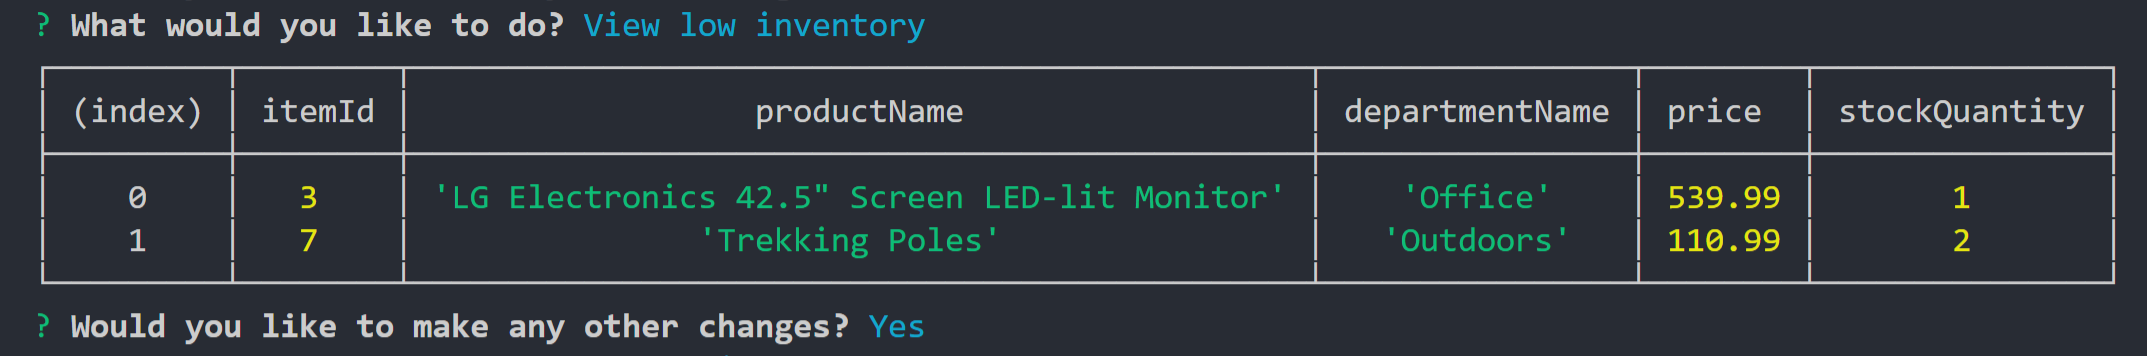 ? What would you like to do? View low inventory
(index) itemId productName departmentName price stockQuantity
0 3 'LG Electronics 42.5" Screen LED-lit Monitor' 'Office' 539.99 1
1 7 'Trekking Poles' 'Outdoors' 110.99 2
? Would you like to make any other changes? Yes